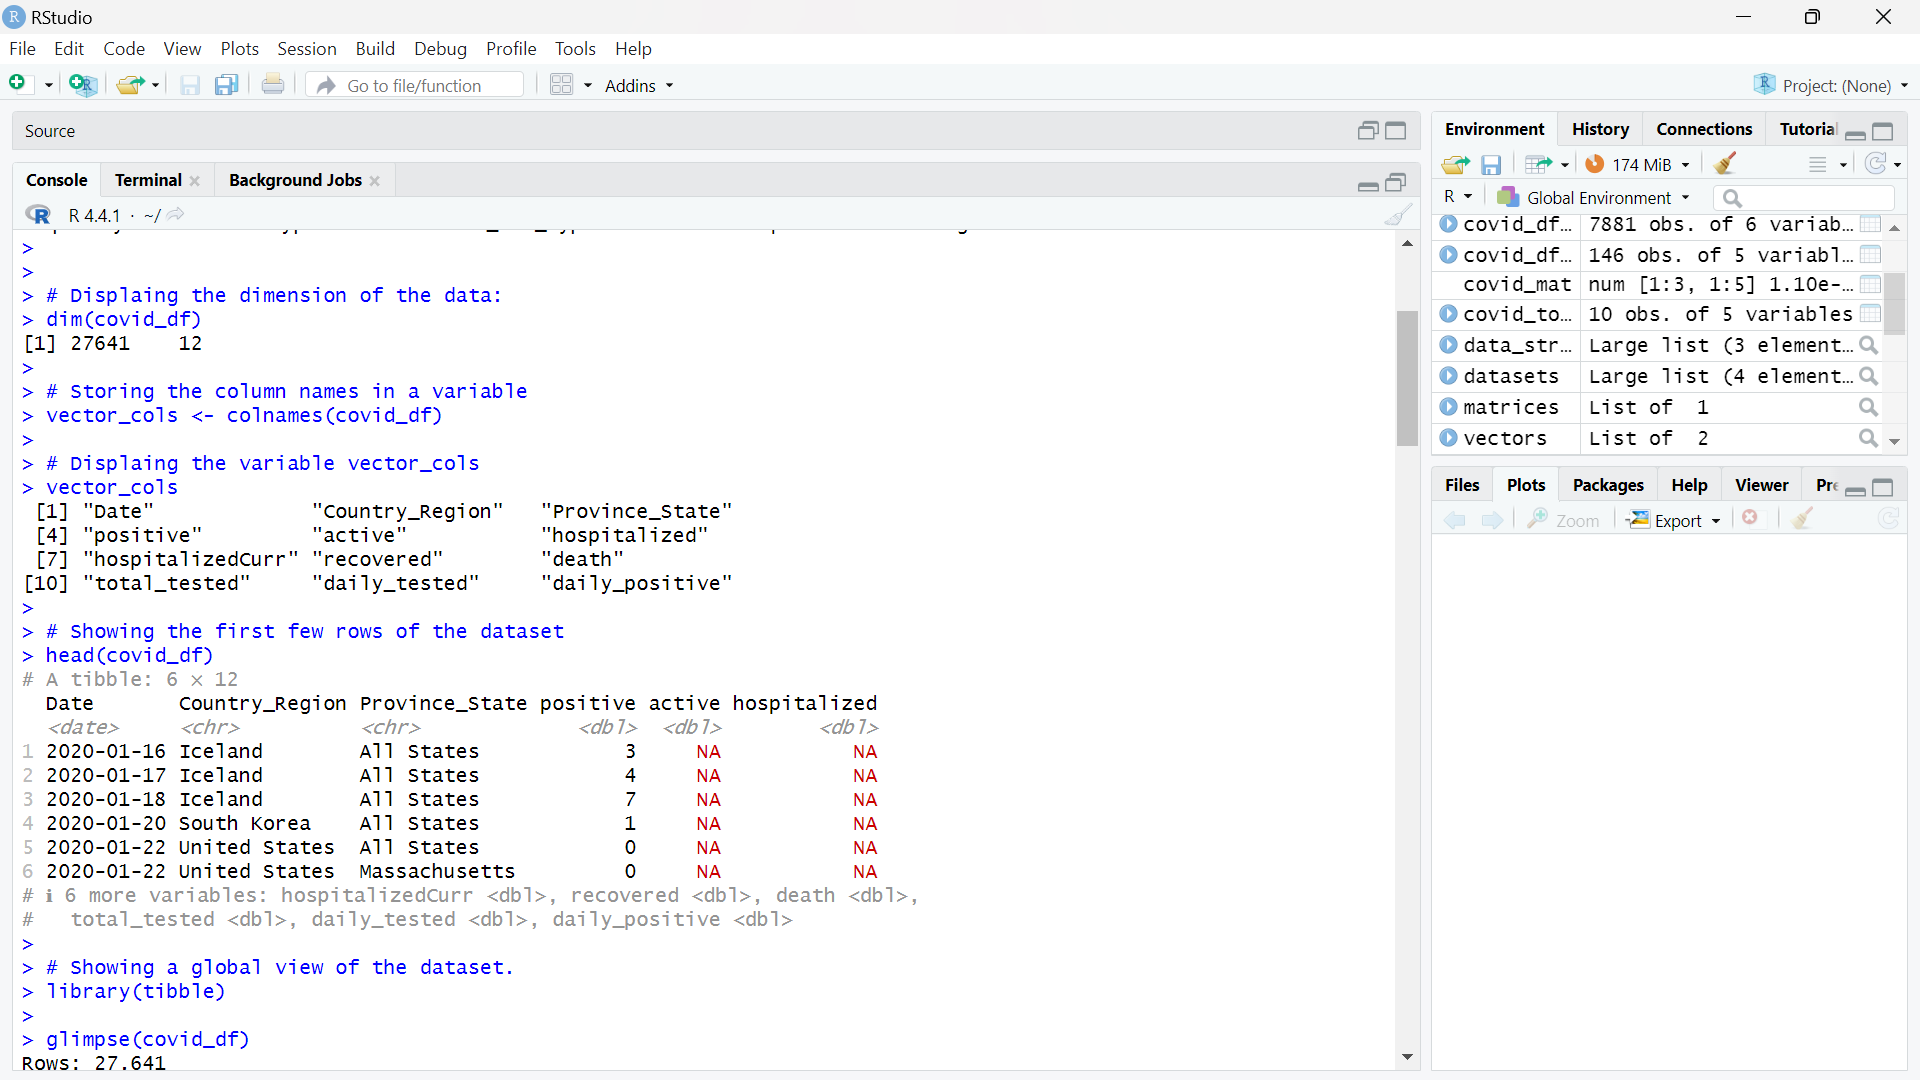 RStudio
File Edit Code View Plots Session Build Debug Profile Tools Help
Go to file/function Addins Project: (None)
Source
Console Terminal Background Jobs
R 4.4.1 · ~/
>
>
> # Displaing the dimension of the data:
> dim(covid_df)
[1] 27641    12
>
> # Storing the column names in a variable
> vector_cols <- colnames(covid_df)
>
> # Displaing the variable vector_cols
> vector_cols
 [1] "Date"             "Country_Region"   "Province_State"
 [4] "positive"         "active"           "hospitalized"
 [7] "hospitalizedCurr" "recovered"        "death"
[10] "total_tested"     "daily_tested"     "daily_positive"
>
> # Showing the first few rows of the dataset
> head(covid_df)
# A tibble: 6 × 12
  Date       Country_Region Province_State positive active hospitalized
  <date>     <chr>          <chr>             <dbl>  <dbl>        <dbl>
1 2020-01-16 Iceland        All States            3     NA           NA
2 2020-01-17 Iceland        All States            4     NA           NA
3 2020-01-18 Iceland        All States            7     NA           NA
4 2020-01-20 South Korea    All States            1     NA           NA
5 2020-01-22 United States  All States            0     NA           NA
6 2020-01-22 United States  Massachusetts         0     NA           NA
# ℹ 6 more variables: hospitalizedCurr <dbl>, recovered <dbl>, death <dbl>,
#   total_tested <dbl>, daily_tested <dbl>, daily_positive <dbl>
>
> # Showing a global view of the dataset.
> library(tibble)
>
> glimpse(covid_df)
Rows: 27,641
Environment History Connections Tutorial
174 MiB
R Global Environment
covid_df… 7881 obs. of 6 variab…
covid_df… 146 obs. of 5 variabl…
covid_mat num [1:3, 1:5] 1.10e-…
covid_to… 10 obs. of 5 variables
data_str… Large list (3 element…
datasets Large list (4 element…
matrices List of  1
vectors List of  2
Files Plots Packages Help Viewer Pre
Zoom Export